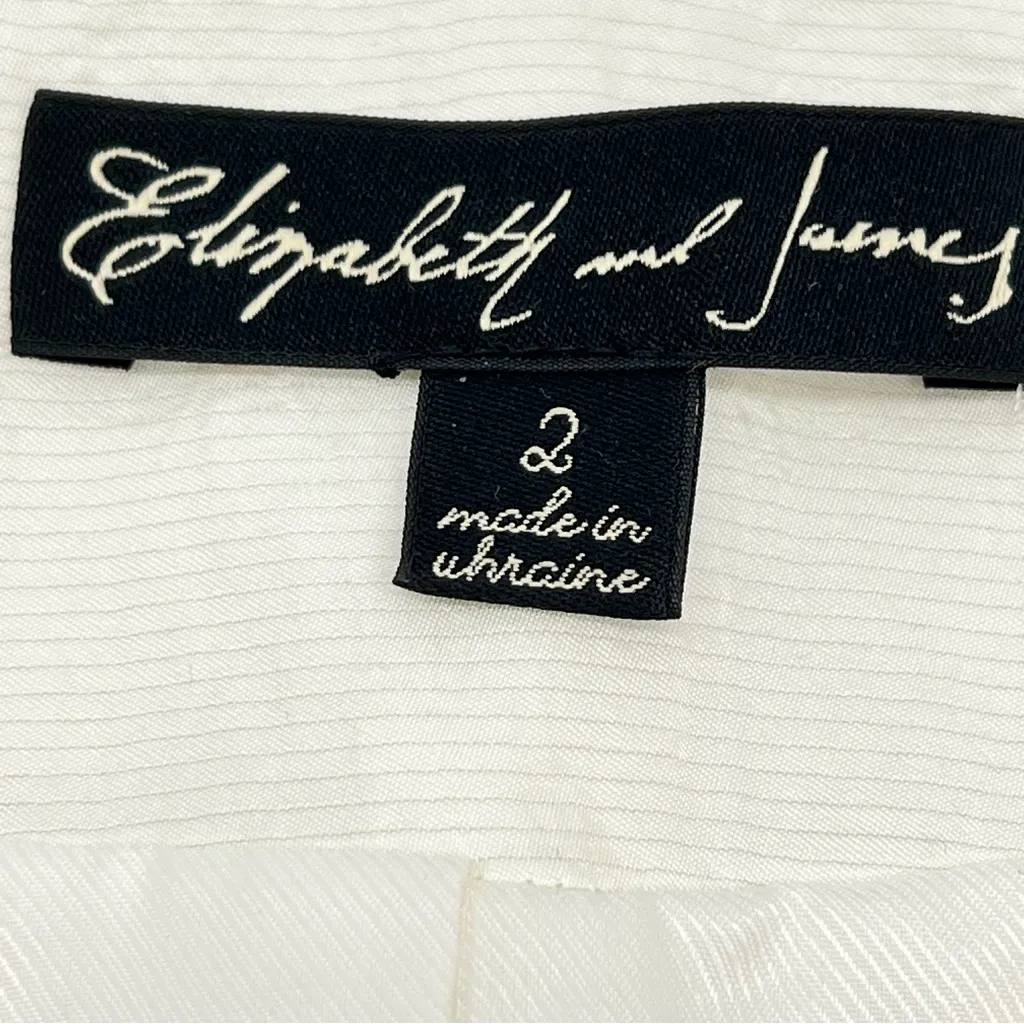 Elizabeth and James
2
made in
ukraine